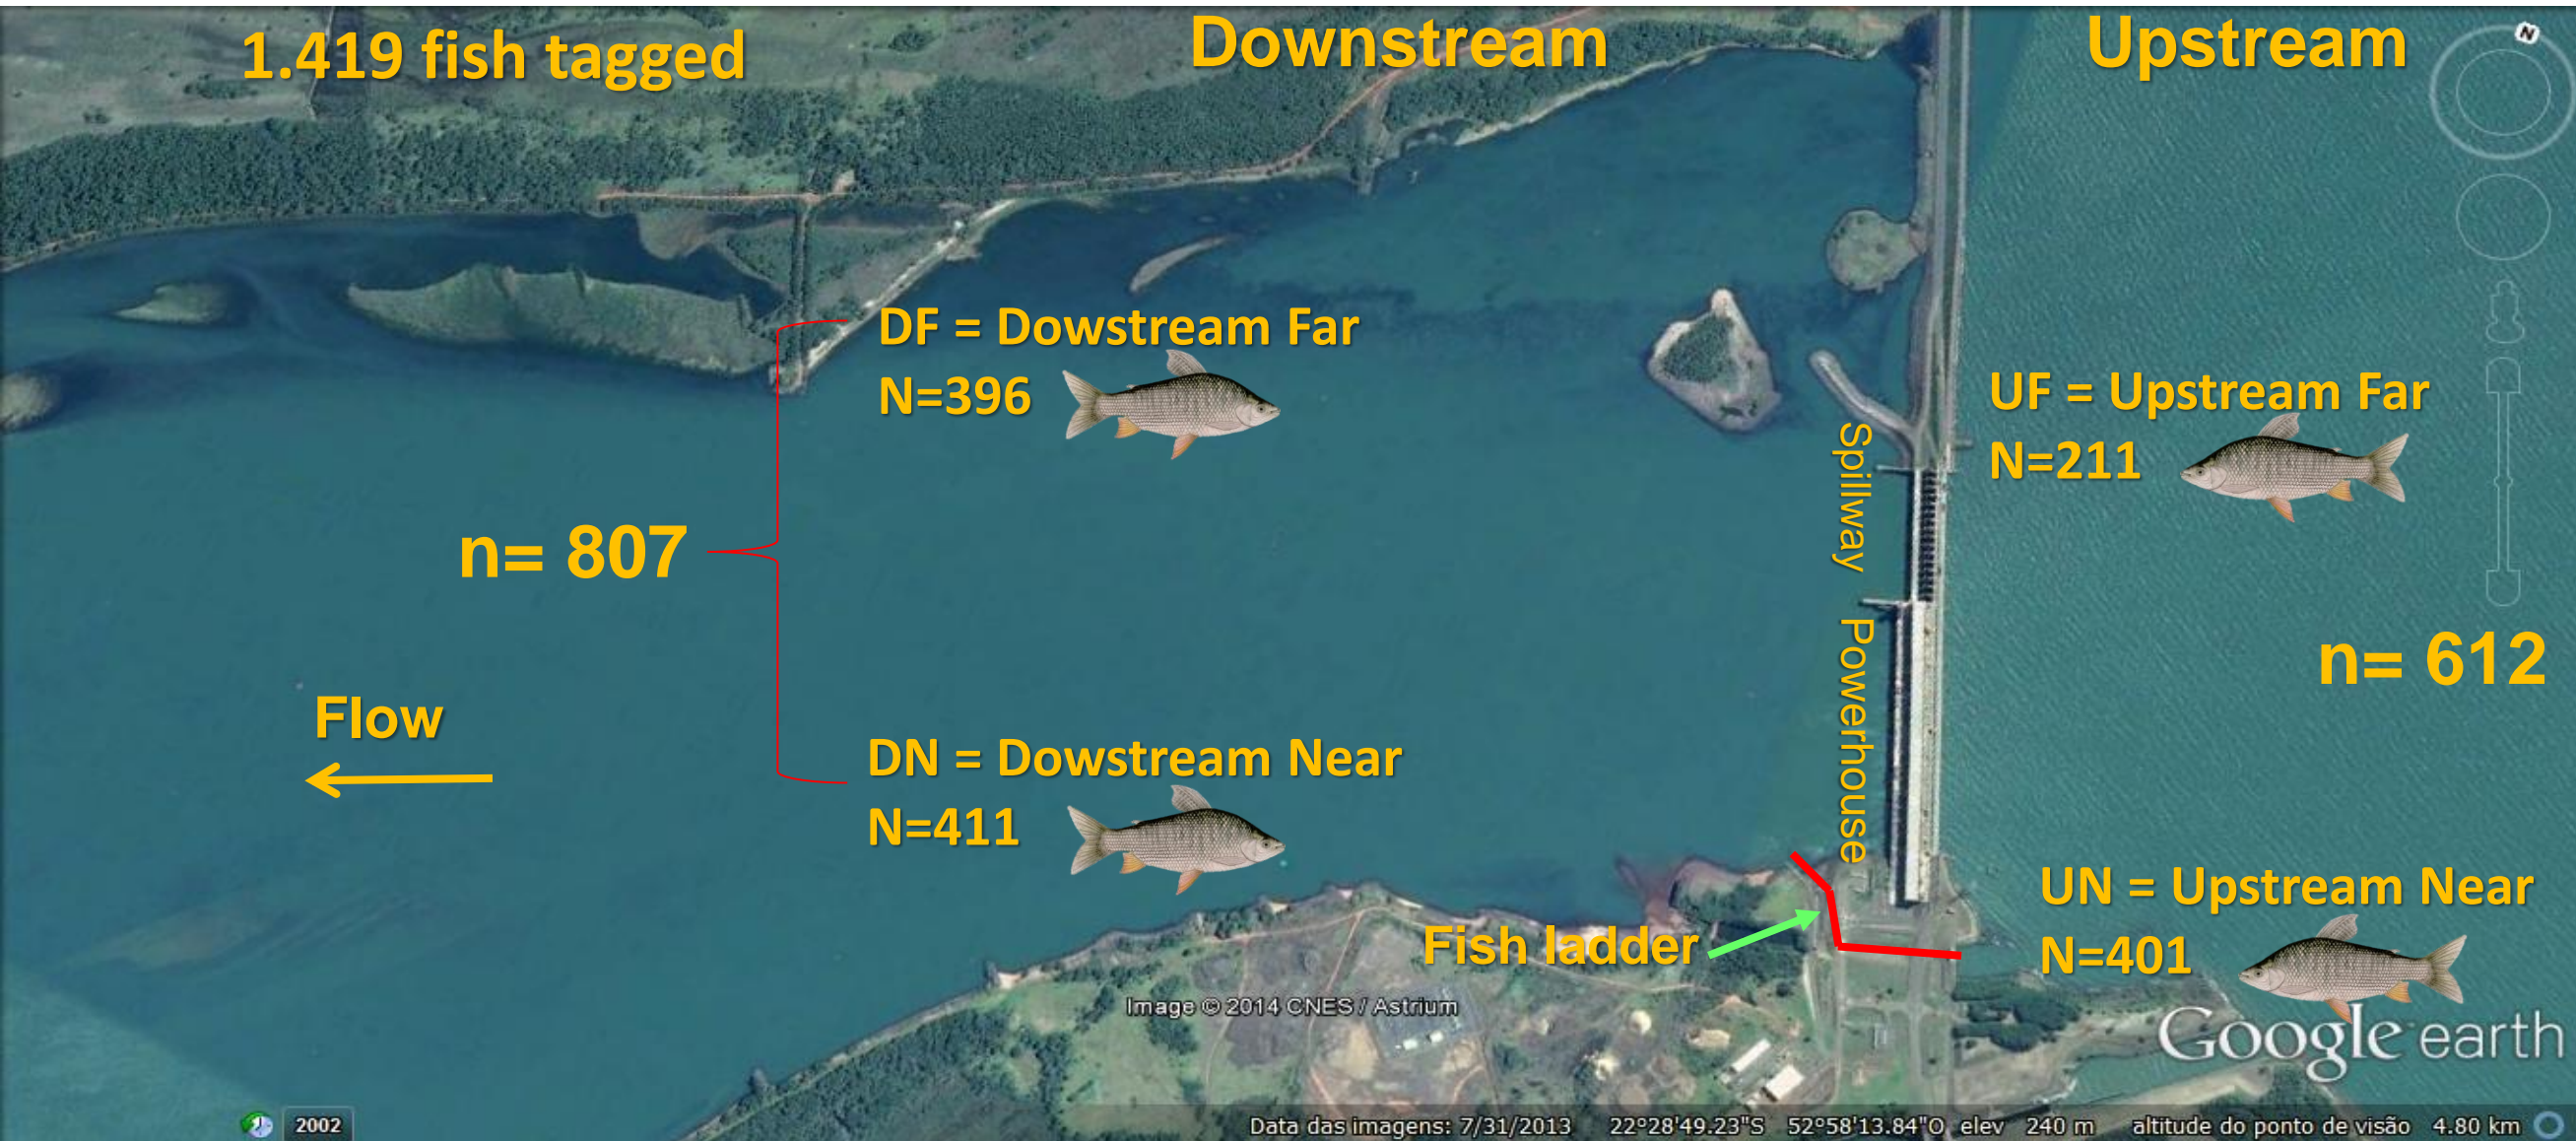 1.419 fish tagged
Downstream
Upstream
N
DF = Dowstream Far
N=396
UF = Upstream Far
N=211
Spillway
n= 807
Powerhouse
n= 612
Flow
DN = Dowstream Near
N=411
UN = Upstream Near
N=401
Fish ladder
Image © 2014 CNES / Astrium
Google earth
2002
Data das imagens: 7/31/2013 22°28'49.23"S 52°58'13.84"O elev 240 m altitude do ponto de visão 4.80 km